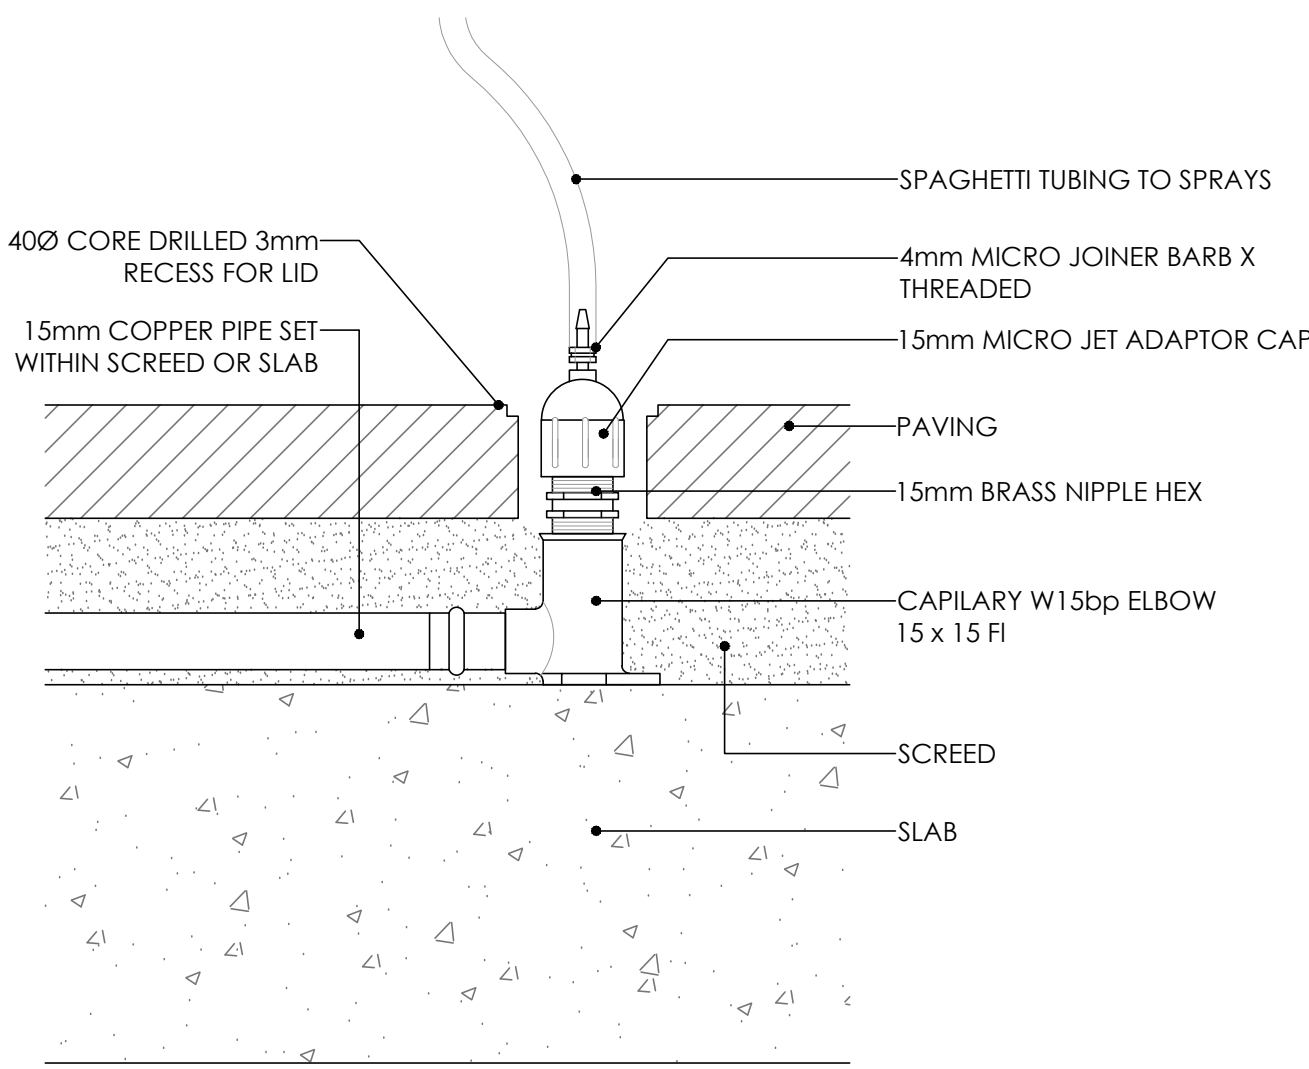 SPAGHETTI TUBING TO SPRAYS
40Ø CORE DRILLED 3mm
RECESS FOR LID
4mm MICRO JOINER BARB X
THREADED
15mm COPPER PIPE SET
WITHIN SCREED OR SLAB
15mm MICRO JET ADAPTOR CAP
PAVING
15mm BRASS NIPPLE HEX
CAPILARY W15bp ELBOW
15 x 15 FI
SCREED
SLAB